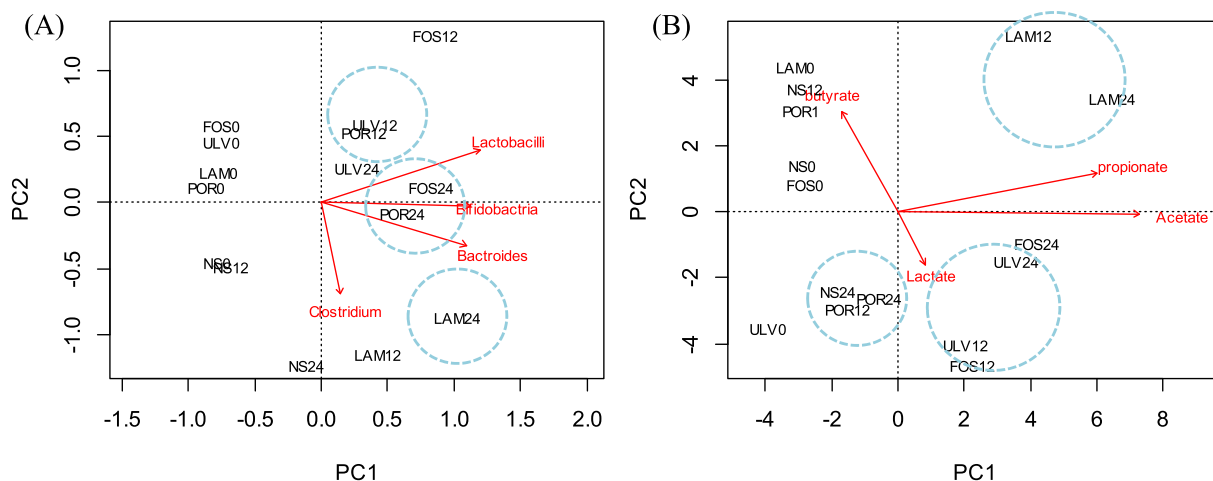 (A)
FOS12
1.0
ULV12
POR12
FOS0
ULV0
0.5
Lactobacilli
ULV24
LAM0
POR0
FOS24
PC2
0.0
Bifidobactria
POR24
Bactroides
NS0
NS12
-0.5
Clostridium
LAM24
-1.0
LAM12
NS24
-1.5 -1.0 -0.5 0.0 0.5 1.0 1.5 2.0
PC1
(B)
LAM12
LAM0
4
NS12
butyrate
LAM24
POR1
2
NS0
propionate
FOS0
PC2
0
Acetate
FOS24
ULV24
Lactate
-2
NS24
POR24
POR12
ULV0
-4
ULV12
FOS12
-4 -2 0 2 4 6 8
PC1